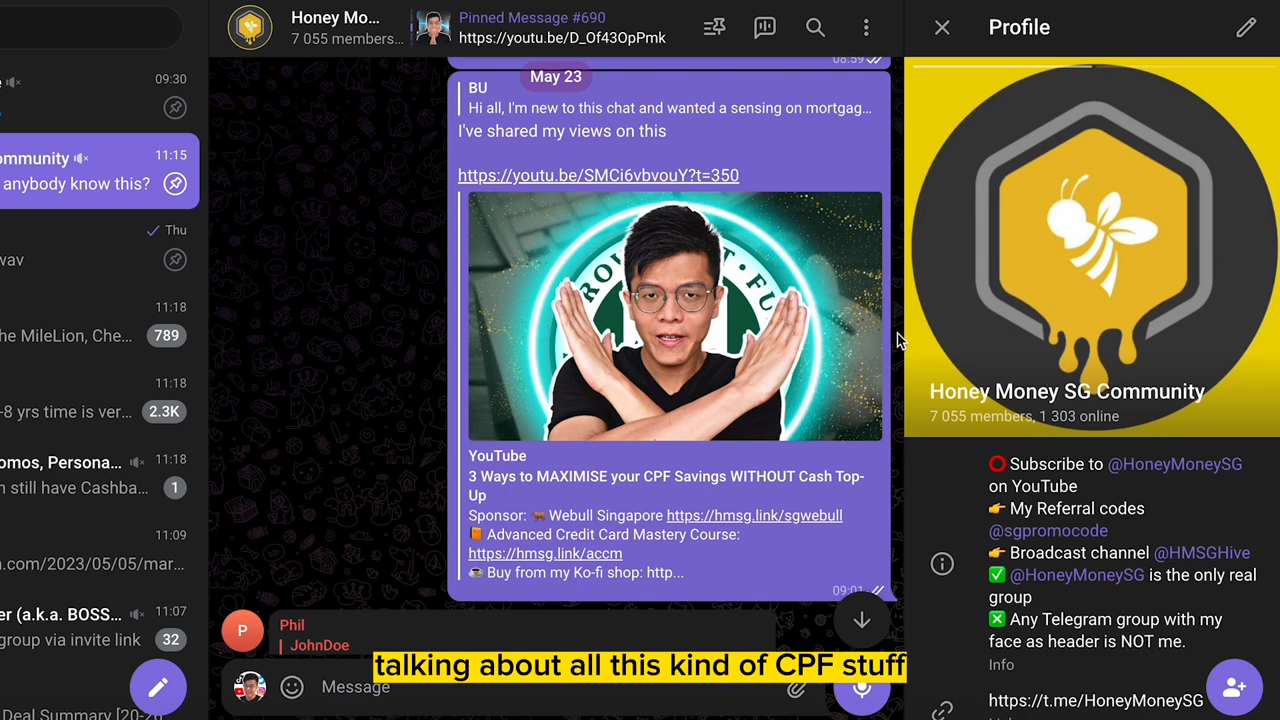 09:30
ommunity
11:15
anybody know this?
Thu
wav
11:18
he MileLion, Che...
789
11:18
-8 yrs time is ver...
2.3K
omos, Persona...
11:18
n still have Cashba...
1
11:09
.com/2023/05/05/mar...
er (a.k.a. BOSS...
11:07
group via invite link
32
Deal Summary [20-26
Honey Mo...
7 055 members...
Pinned Message #690
https://youtu.be/D_Of43OpPmk
08:59
May 23
BU
Hi all, I'm new to this chat and wanted a sensing on mortgag...
I've shared my views on this
https://youtu.be/SMCi6vbvouY?t=350
YouTube
3 Ways to MAXIMISE your CPF Savings WITHOUT Cash Top-
Up
Sponsor: 🐂 Webull Singapore https://hmsg.link/sgwebull
📙 Advanced Credit Card Mastery Course:
https://hmsg.link/accm
☕ Buy from my Ko-fi shop: http...
09:01
P
Phil
JohnDoe
talking about all this kind of CPF stuff
Message
Profile
Honey Money SG Community
7 055 members, 1 303 online
⭕ Subscribe to @HoneyMoneySG
on YouTube
👉 My Referral codes
@sgpromocode
👉 Broadcast channel @HMSGHive
✅ @HoneyMoneySG is the only real
group
❎ Any Telegram group with my
face as header is NOT me.
Info
https://t.me/HoneyMoneySG